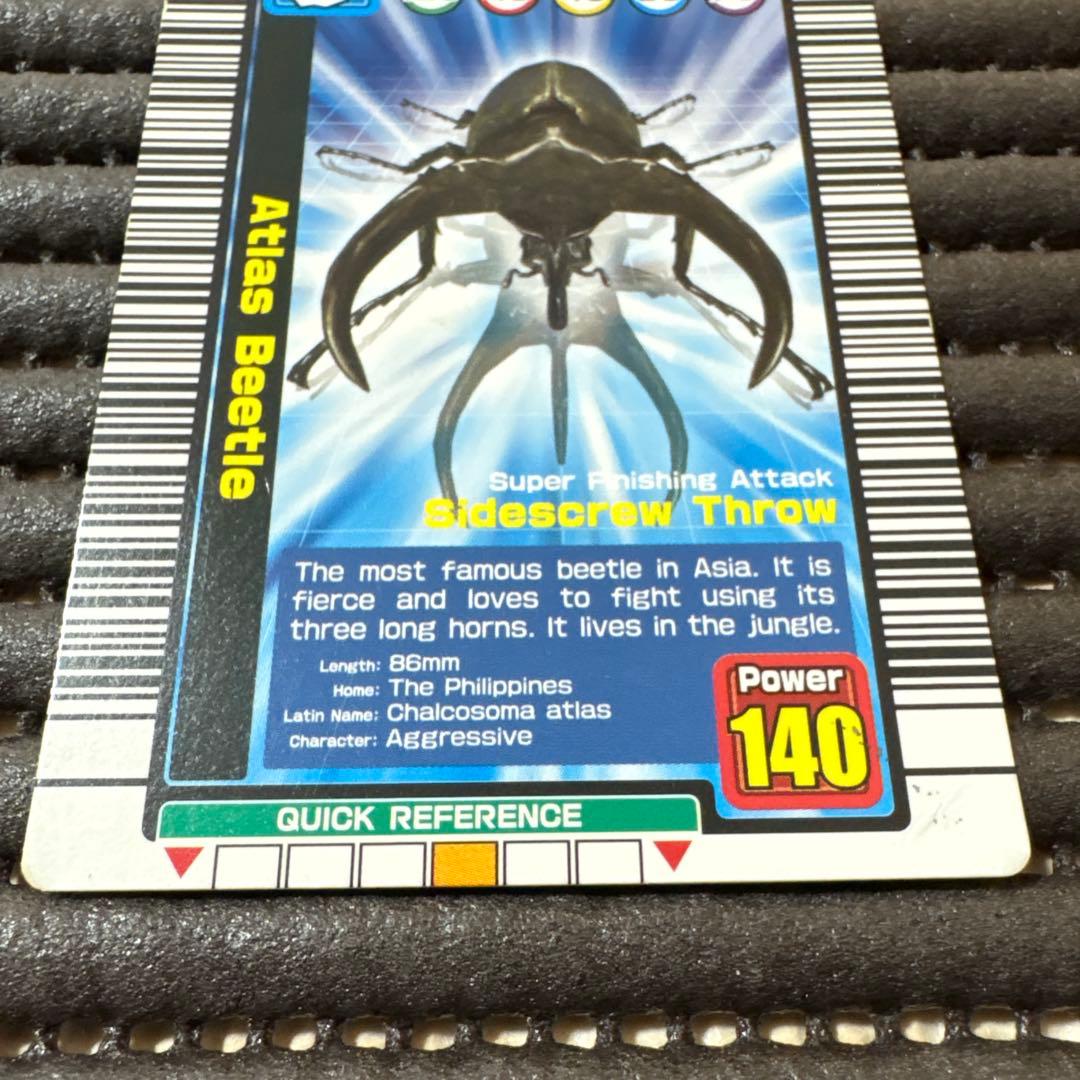 Atlas Beetle
Super Finishing Attack
Sidescrew Throw
The most famous beetle in Asia. It is
fierce and loves to fight using its
three long horns. It lives in the jungle.
Length: 86mm
Home: The Philippines
Latin Name: Chalcosoma atlas
Character: Aggressive
Power
140
QUICK REFERENCE